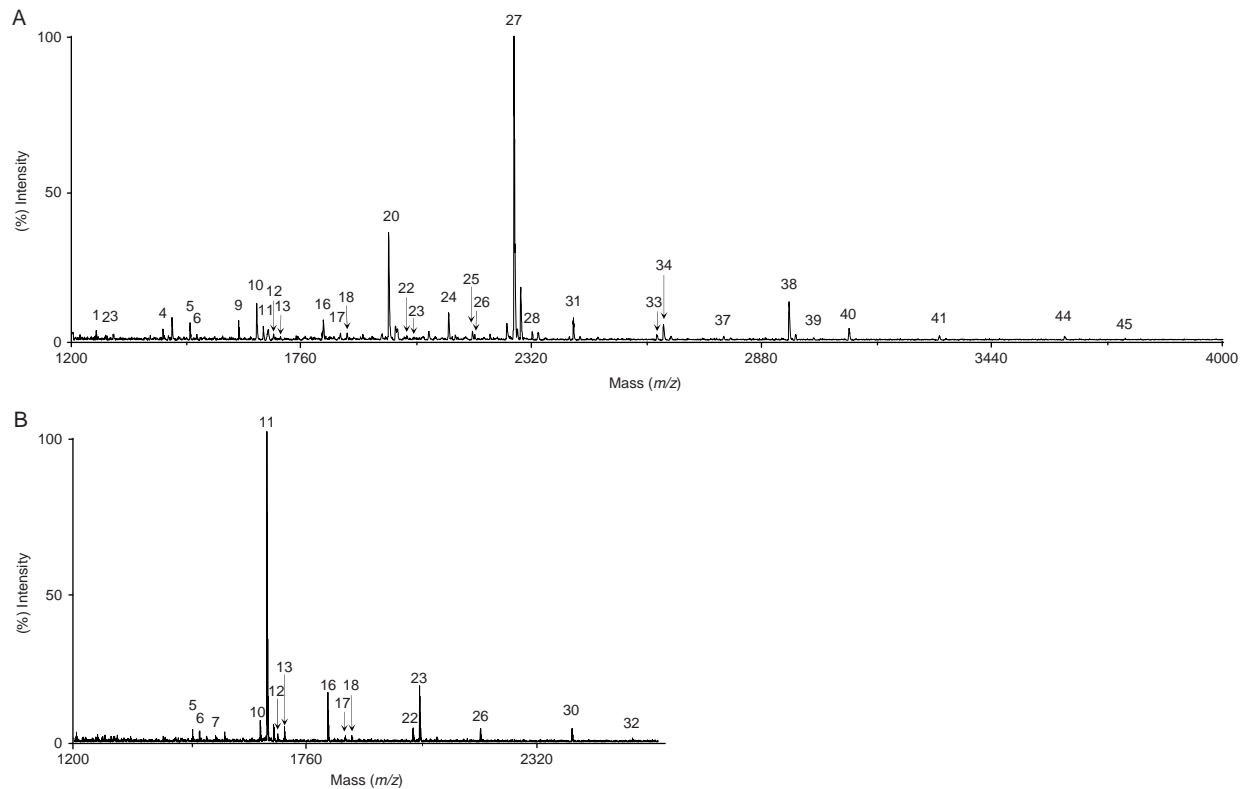 A
27
100
50
0
(%) Intensity
1 23 4 5 6 9 10 11 12 13 16 17 18 20 22 23 24 25 26 28 31 33 34 37 38 39 40 41 44 45
1200 1760 2320 2880 3440 4000
Mass (m/z)
B
11
100
50
0
(%) Intensity
5 6 7 10 12 13 16 17 18 22 23 26 30 32
1200 1760 2320
Mass (m/z)